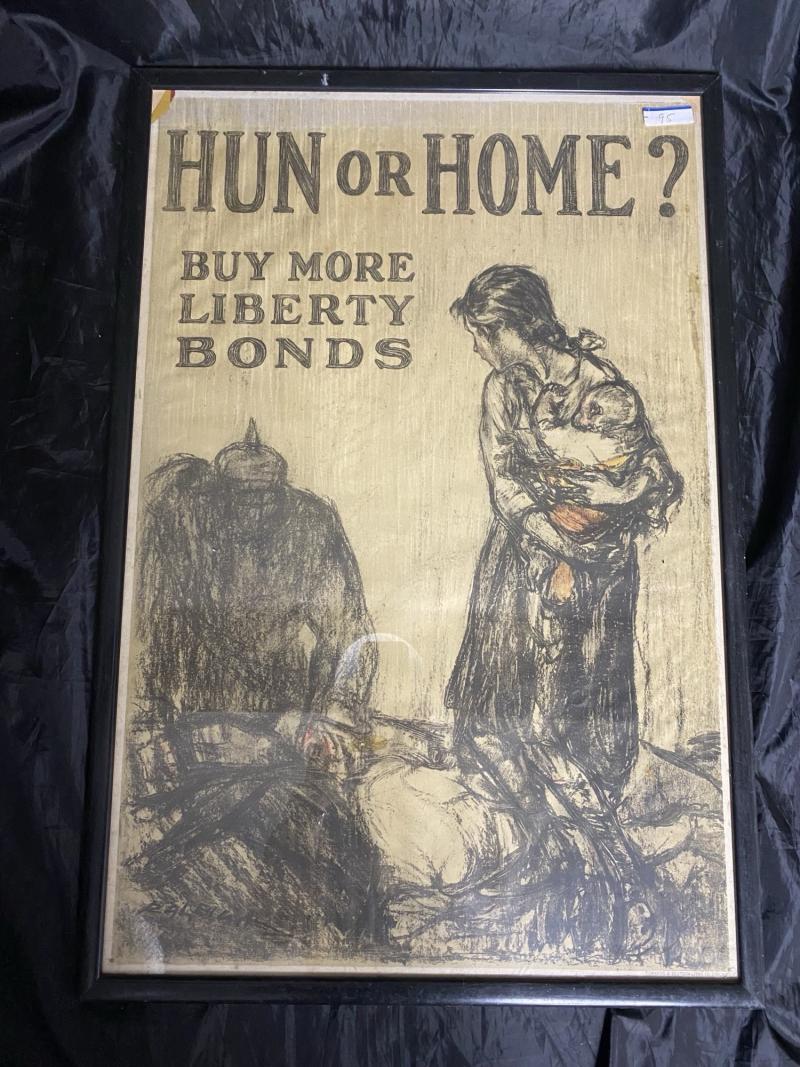 95
HUN OR HOME?
BUY MORE
LIBERTY
BONDS